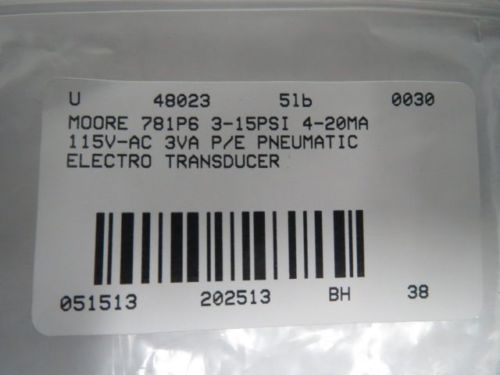 U 48023 5lb 0030
MOORE 781P6 3-15PSI 4-20MA
115V-AC 3VA P/E PNEUMATIC
ELECTRO TRANSDUCER
051513 202513 BH 38